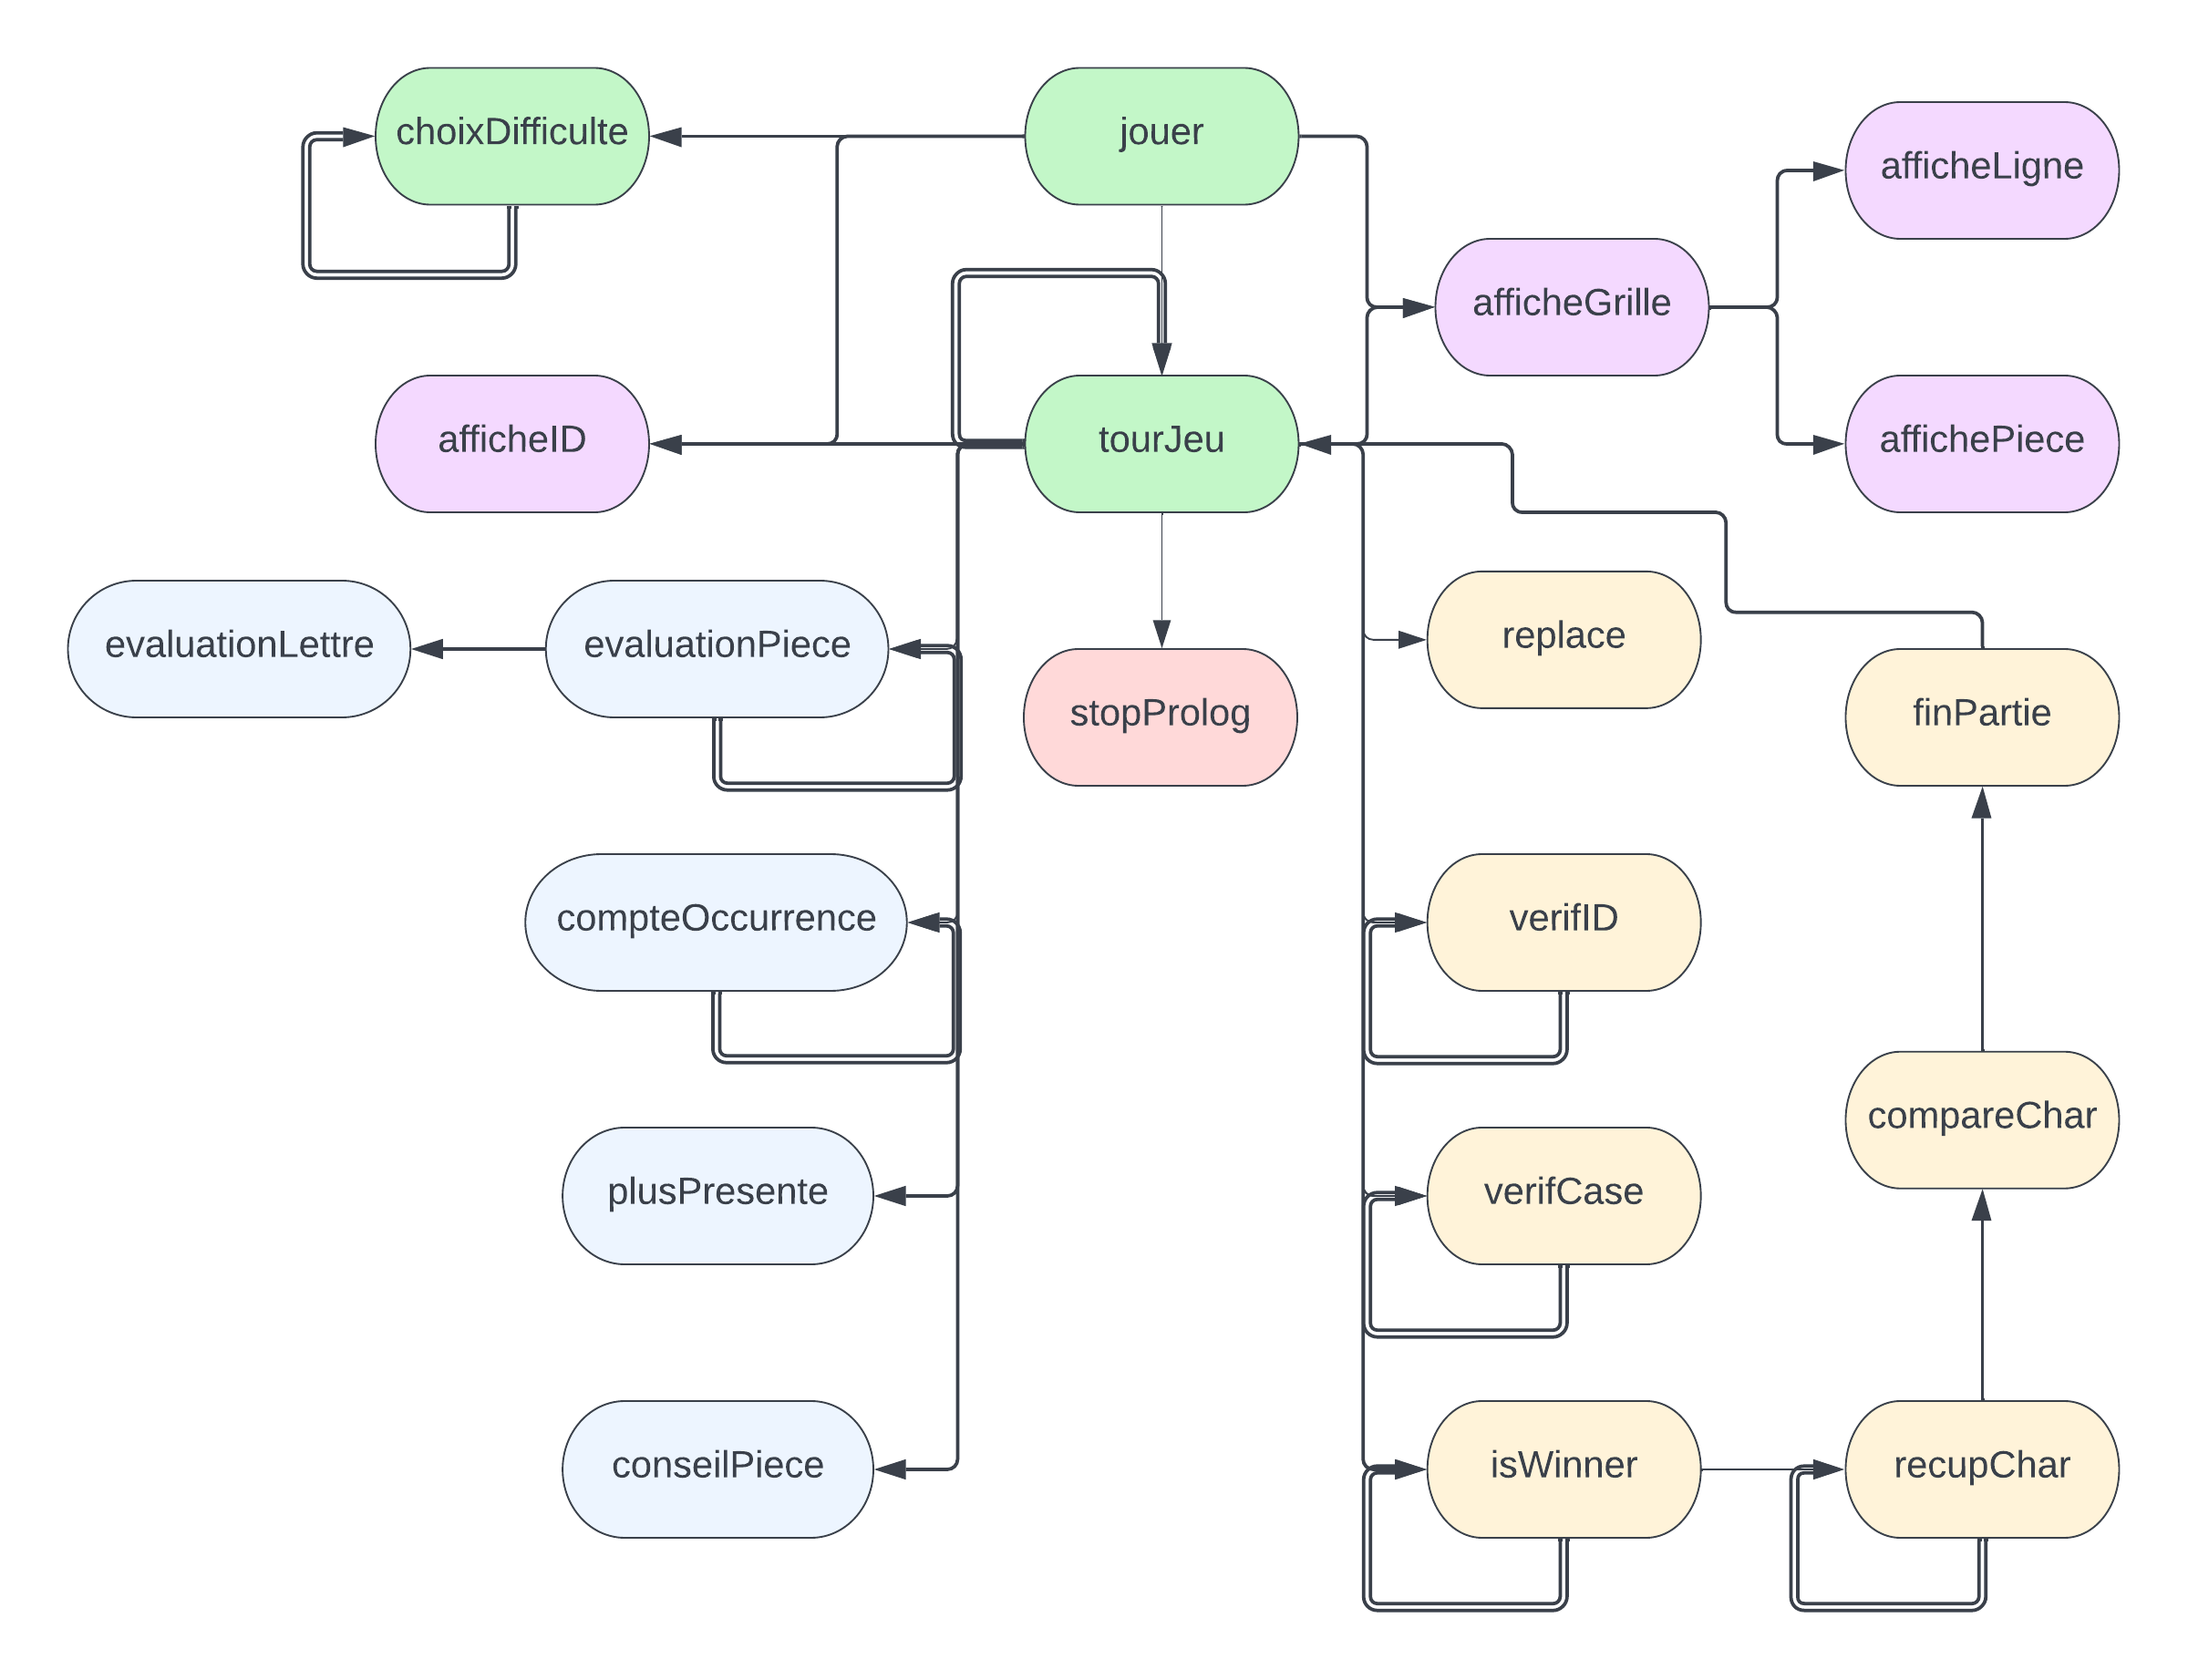 choixDifficulte
jouer
afficheLigne
afficheGrille
afficheID
tourJeu
affichePiece
evaluationLettre
evaluationPiece
replace
stopProlog
finPartie
compteOccurrence
verifID
compareChar
plusPresente
verifCase
conseilPiece
isWinner
recupChar